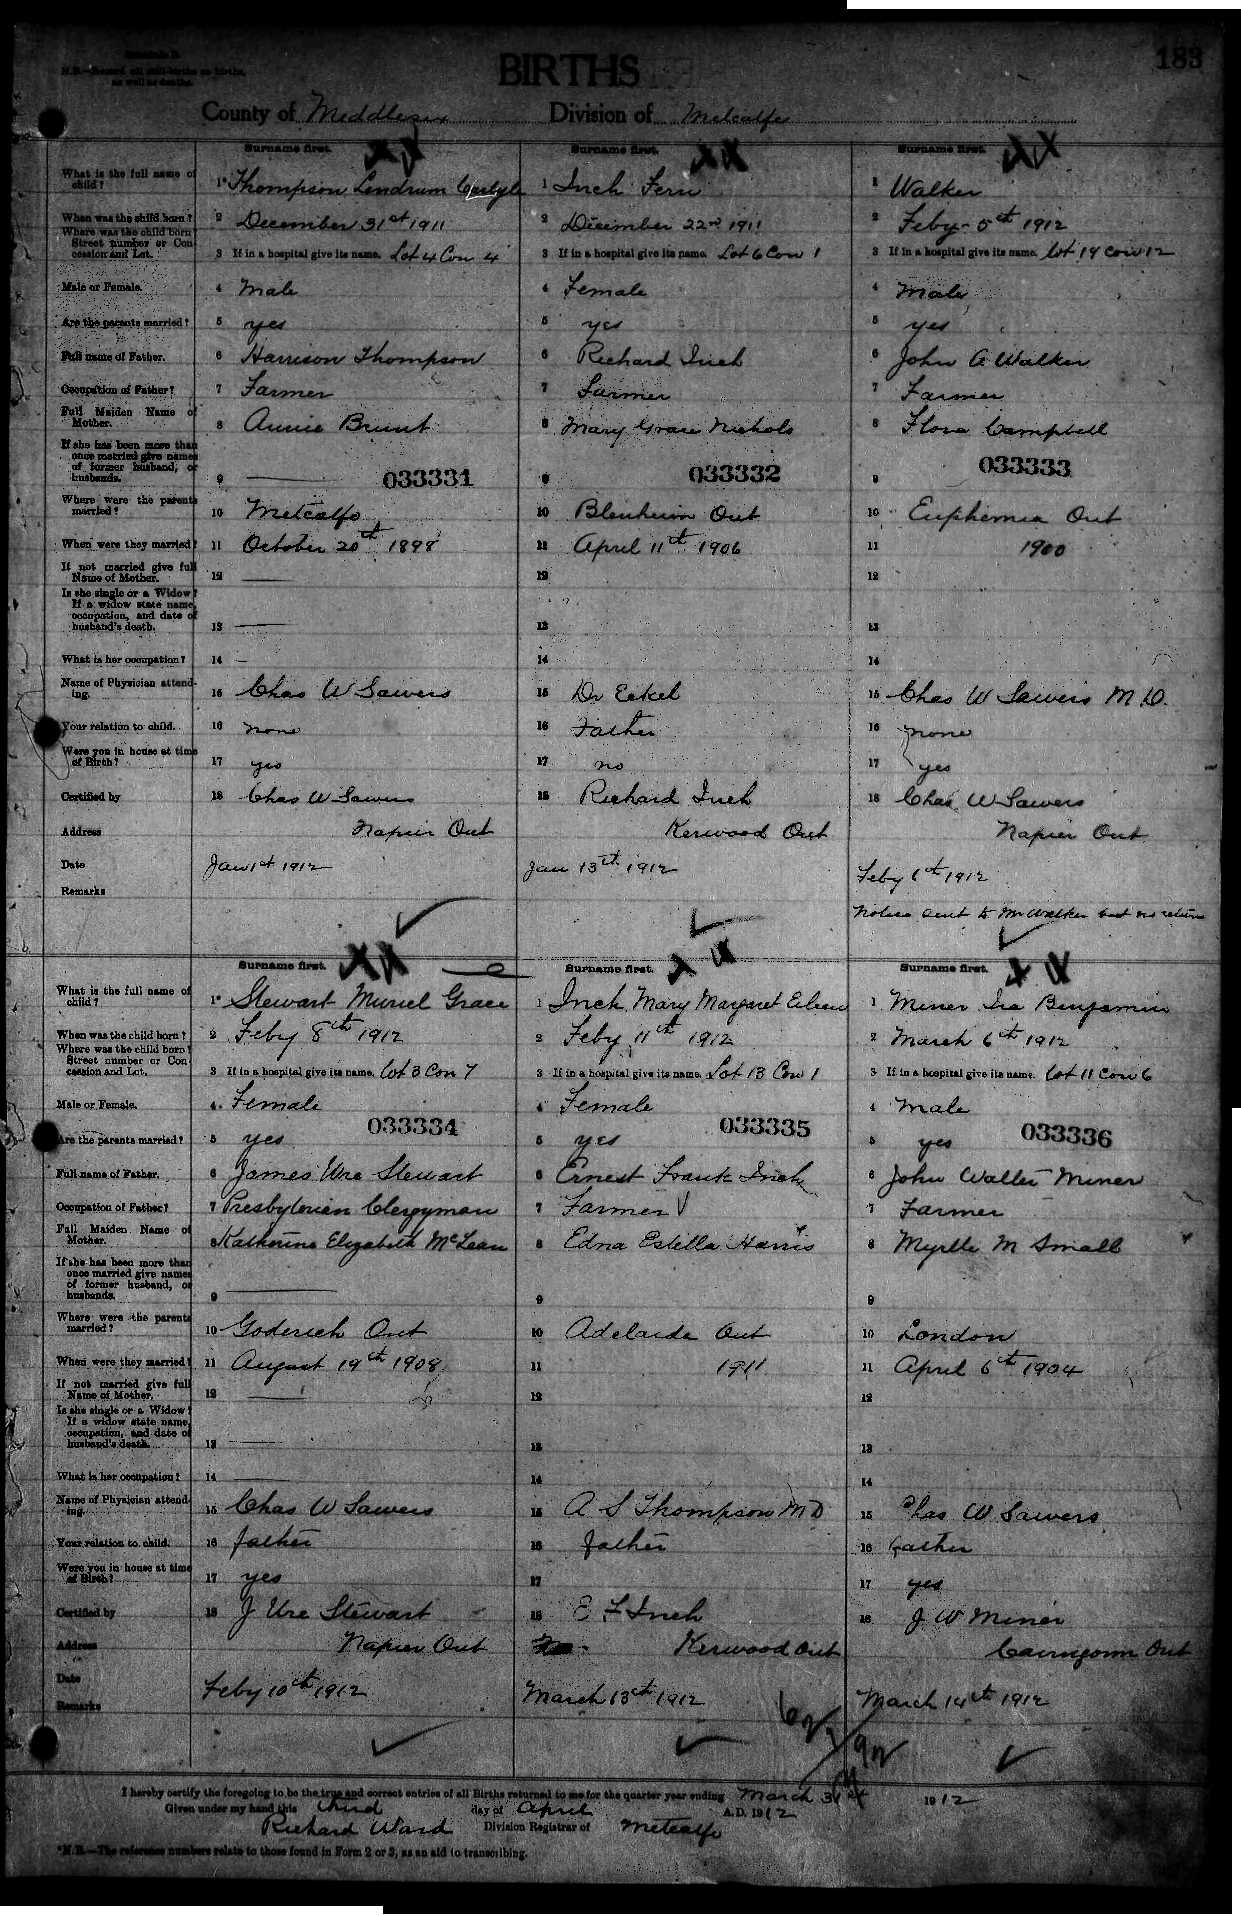 Schedule B.
N.B.—Record all still-births as births,
as well as deaths.
BIRTHS
183
County of Middlesex Division of Metcalfe
Surname first. Surname first. Surname first.
What is the full name of child? 1* Thompson Lendrum Carlyle 1 Inch Fern 1 Walker
When was the child born? 2 December 31st 1911 2 December 22nd 1911 2 Feby 5th 1912
Where was the child born? Street number or Concession and Lot. 3 If in a hospital give its name. Lot 4 Con 4 3 If in a hospital give its name. Lot 6 Con 1 3 If in a hospital give its name. Lot 19 Con 12
Male or Female. 4 Male 4 Female 4 Male
Are the parents married? 5 yes 5 yes 5 yes
Full name of Father. 6 Harrison Thompson 6 Richard Inch 6 John A Walker
Occupation of Father? 7 Farmer 7 Farmer 7 Farmer
Full Maiden Name of Mother. 8 Annie Brunt 8 Mary Grace Nichols 8 Flora Campbell
If she has been more than once married give names of former husband, or husbands. 9 033331 9 033332 9 033333
Where were the parents married? 10 Metcalfe 10 Blenheim Ont 10 Euphemia Ont
When were they married? 11 October 20th 1898 11 April 11th 1906 11 1900
If not married give full Name of Mother. 12 12 12
Is she single or a Widow? If a widow state name, occupation, and date of husband's death. 13 13 13
What is her occupation? 14 14 14
Name of Physician attending. 15 Chas W Sawers 15 Dr Eckel 15 Chas W Sawers M.D.
Your relation to child. 16 none 16 Father 16 none
Were you in house at time of Birth? 17 yes 17 no 17 yes
Certified by 18 Chas W Sawers 18 Richard Inch 18 Chas W Sawers
Address Napier Ont Kerwood Ont Napier Ont
Date Jan 1st 1912 Jan 13th 1912 Feby 6th 1912
Remarks Notice sent to Mr Walker but no return
Surname first. Surname first. Surname first.
What is the full name of child? 1* Stewart Muriel Grace 1 Inch Mary Margaret Eileen 1 Miner Ira Benjamin
When was the child born? 2 Feby 8th 1912 2 Feby 11th 1912 2 March 6th 1912
Where was the child born? Street number or Concession and Lot. 3 If in a hospital give its name. Lot 3 Con 7 3 If in a hospital give its name. Lot 13 Con 1 3 If in a hospital give its name. Lot 11 Con 6
Male or Female. 4 Female 4 Female 4 Male
033334 033335 033336
Are the parents married? 5 yes 5 yes 5 yes
Full name of Father. 6 James Ure Stewart 6 Ernest Frank Inch 6 John Walter Miner
Occupation of Father? 7 Presbyterian Clergyman 7 Farmer 7 Farmer
Full Maiden Name of Mother. 8 Katherine Elizabeth McLean 8 Edna Estella Harris 8 Myrtle M Small
If she has been more than once married give names of former husband, or husbands. 9 9 9
Where were the parents married? 10 Goderich Ont 10 Adelaide Ont 10 London
When were they married? 11 August 19th 1908 11 1911 11 April 6th 1904
If not married give full Name of Mother. 12 12 12
Is she single or a Widow? If a widow state name, occupation, and date of husband's death. 13 13 13
What is her occupation? 14 14 14
Name of Physician attending. 15 Chas W Sawers 15 A S Thompson MD 15 Chas W Sawers
Your relation to child. 16 father 16 father 16 father
Were you in house at time of Birth? 17 yes 17 17 yes
Certified by 18 J Ure Stewart 18 E F Inch 18 J W Miner
Address Napier Ont Kerwood Ont Cairngorm Ont
Date Feby 10th 1912 March 13th 1912 March 14th 1912
Remarks
I hereby certify the foregoing to be the true and correct entries of all Births returned to me for the quarter year ending March 31st 1912
Given under my hand this third day of April A.D. 1912
Richard Ward Division Registrar of Metcalfe
*N.B.—The reference numbers relate to those found in Form 2 or 3, as an aid to transcribing.